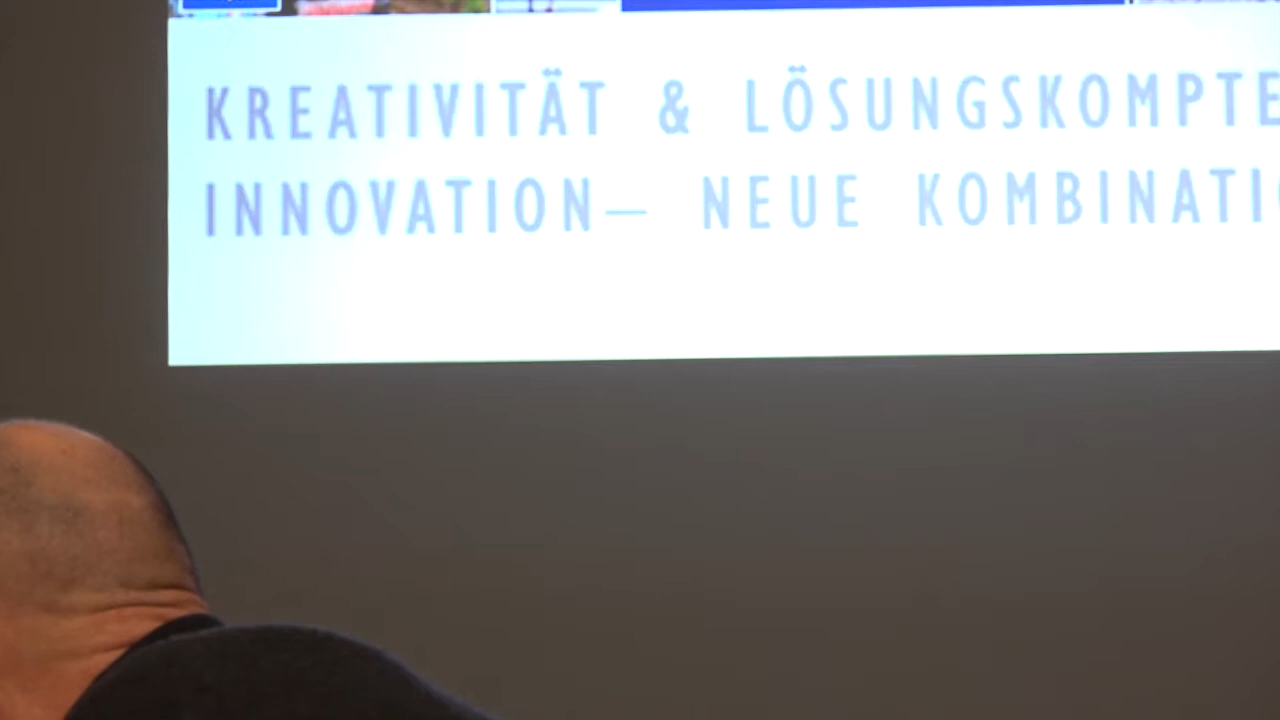 KREATIVITÄT & LÖSUNGSKOMPTE
INNOVATION— NEUE KOMBINATI